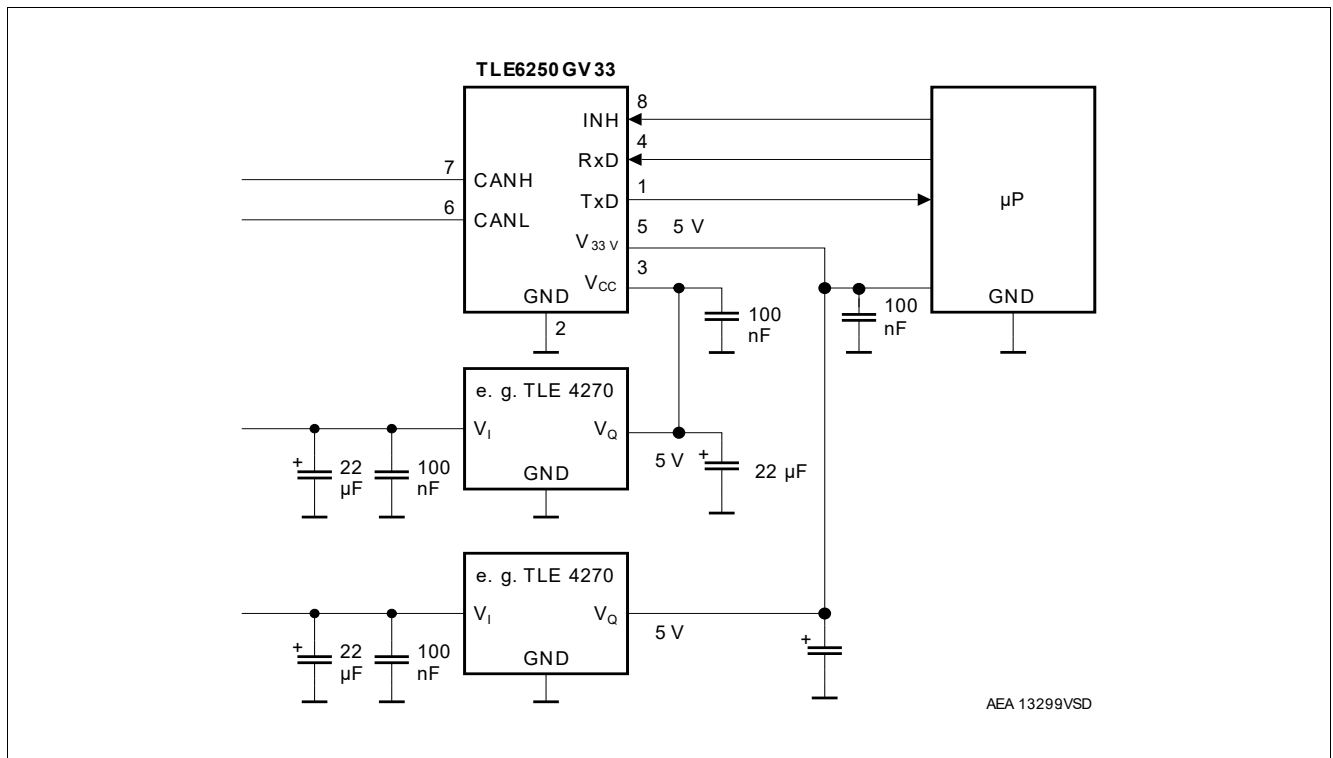 TLE6250GV33
8
INH
4
RxD
7
1
CANH
TxD
µP
6
CANL
5 5 V
V33 V
3
VCC
GND
GND
2
100
nF
100
nF
e. g. TLE 4270
VI
VQ
5 V
+
22
µF
100
nF
GND
+
22 µF
e. g. TLE 4270
VI
VQ
5 V
+
22
µF
100
nF
GND
+
AEA 13299VSD